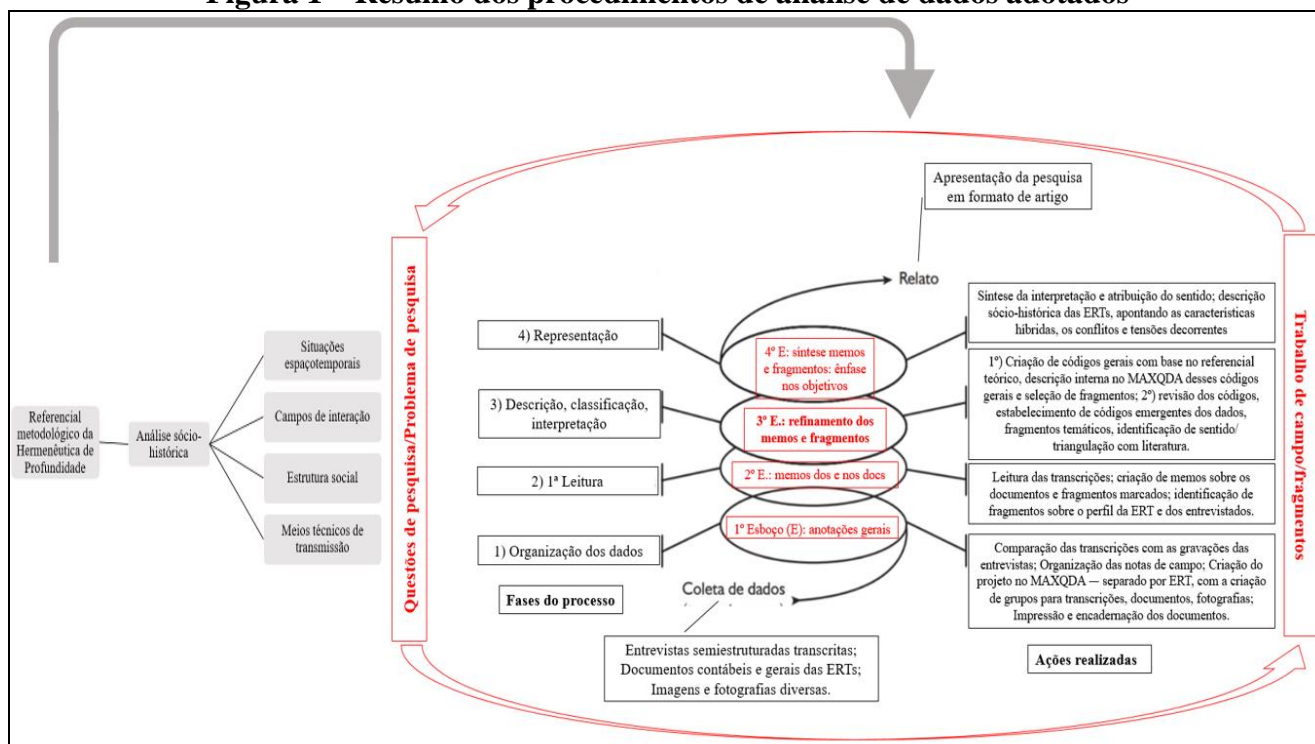 Figura 1 – Resumo dos procedimentos de análise de dados adotados
Referencial
metodológico da
Hermenêutica de
Profundidade
Análise sócio-
histórica
Situações
espaçotemporais
Campos de interação
Estrutura social
Meios técnicos de
transmissão
Questões de pesquisa/Problema de pesquisa
4) Representação
3) Descrição, classificação,
interpretação
2) 1ª Leitura
1) Organização dos dados
Fases do processo
Apresentação da pesquisa
em formato de artigo
Relato
4º E: síntese memos
e fragmentos: ênfase
nos objetivos
3º E.: refinamento dos
memos e fragmentos
2º E.: memos dos e nos docs
1º Esboço (E): anotações gerais
Coleta de dados
Entrevistas semiestruturadas transcritas;
Documentos contábeis e gerais das ERTs;
Imagens e fotografias diversas.
Síntese da interpretação e atribuição do sentido; descrição
sócio-histórica das ERTs, apontando as características
híbridas, os conflitos e tensões decorrentes
1º) Criação de códigos gerais com base no referencial
teórico, descrição interna no MAXQDA desses códigos
gerais e seleção de fragmentos; 2º) revisão dos códigos,
estabelecimento de códigos emergentes dos dados,
fragmentos temáticos, identificação de sentido/
triangulação com literatura.
Leitura das transcrições; criação de memos sobre os
documentos e fragmentos marcados; identificação de
fragmentos sobre o perfil da ERT e dos entrevistados.
Comparação das transcrições com as gravações das
entrevistas; Organização das notas de campo; Criação do
projeto no MAXQDA — separado por ERT, com a criação
de grupos para transcrições, documentos, fotografias;
Impressão e encadernação dos documentos.
Ações realizadas
Trabalho de campo/fragmentos